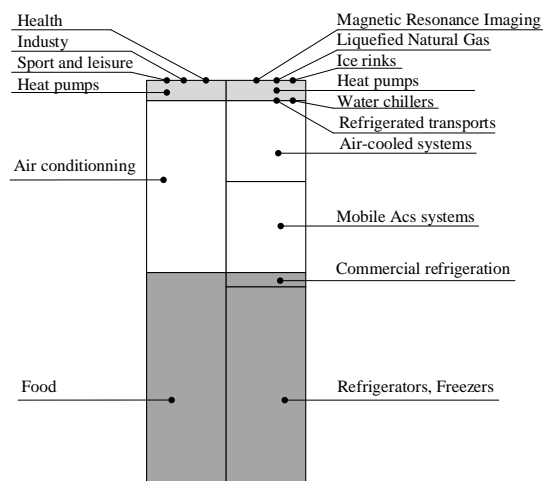 Health
Industy
Sport and leisure
Heat pumps
Air conditionning
Food
Magnetic Resonance Imaging
Liquefied Natural Gas
Ice rinks
Heat pumps
Water chillers
Refrigerated transports
Air-cooled systems
Mobile Acs systems
Commercial refrigeration
Refrigerators, Freezers